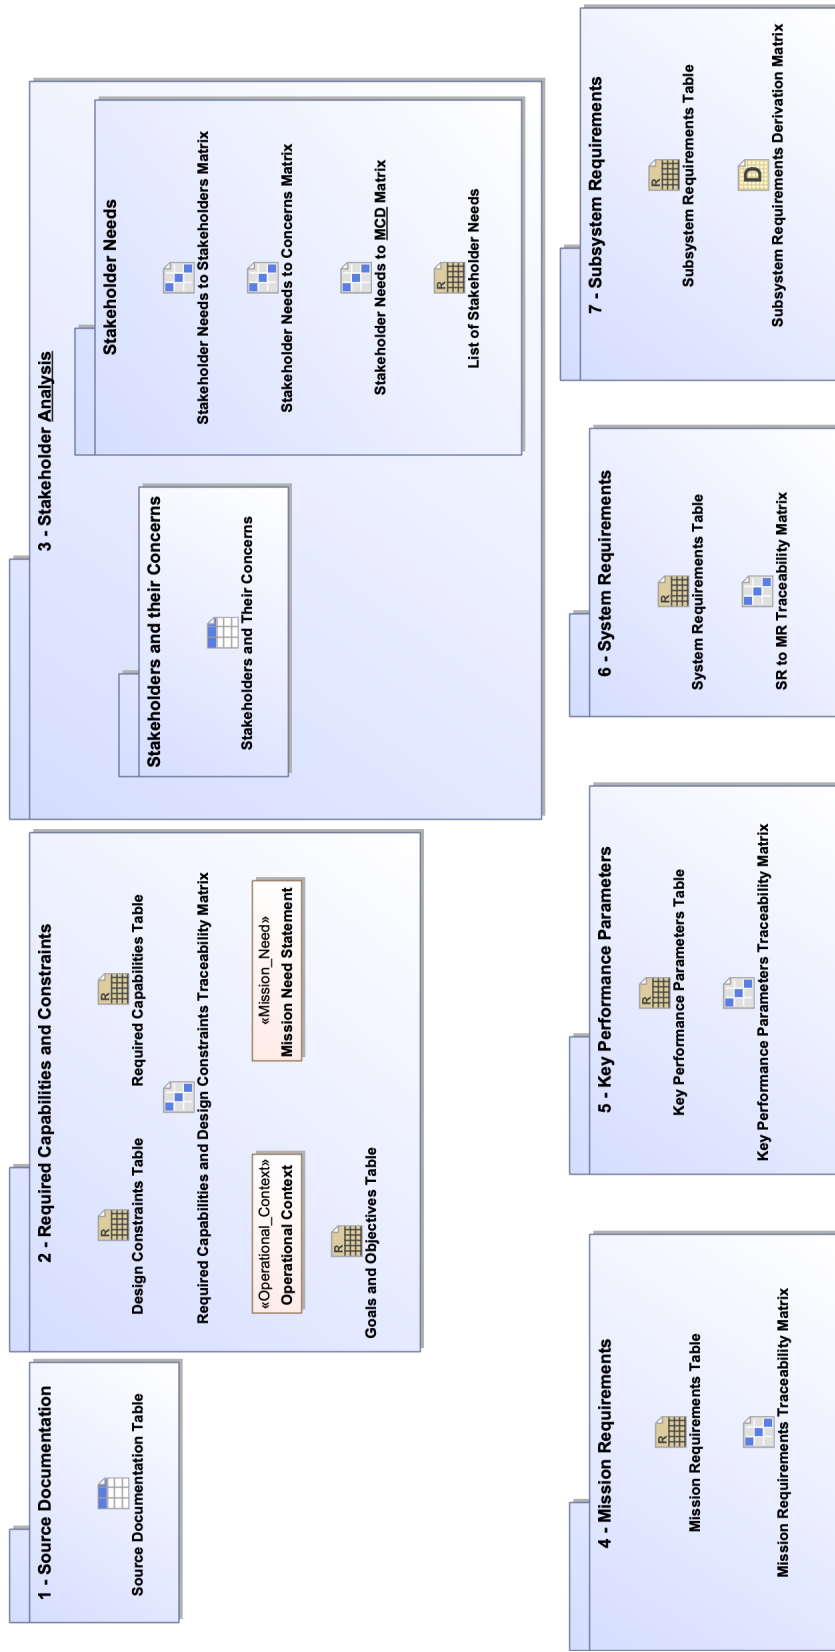 1 - Source Documentation
Source Documentation Table
2 - Required Capabilities and Constraints
R
Design Constraints Table
R
Required Capabilities Table
Required Capabilities and Design Constraints Traceability Matrix
«Operational_Context»
Operational Context
«Mission_Need»
Mission Need Statement
R
Goals and Objectives Table
3 - Stakeholder Analysis
Stakeholders and their Concerns
Stakeholders and Their Concerns
Stakeholder Needs
Stakeholder Needs to Stakeholders Matrix
Stakeholder Needs to Concerns Matrix
Stakeholder Needs to MCD Matrix
R
List of Stakeholder Needs
4 - Mission Requirements
R
Mission Requirements Table
Mission Requirements Traceability Matrix
5 - Key Performance Parameters
R
Key Performance Parameters Table
Key Performance Parameters Traceability Matrix
6 - System Requirements
R
System Requirements Table
SR to MR Traceability Matrix
7 - Subsystem Requirements
R
Subsystem Requirements Table
D
Subsystem Requirements Derivation Matrix